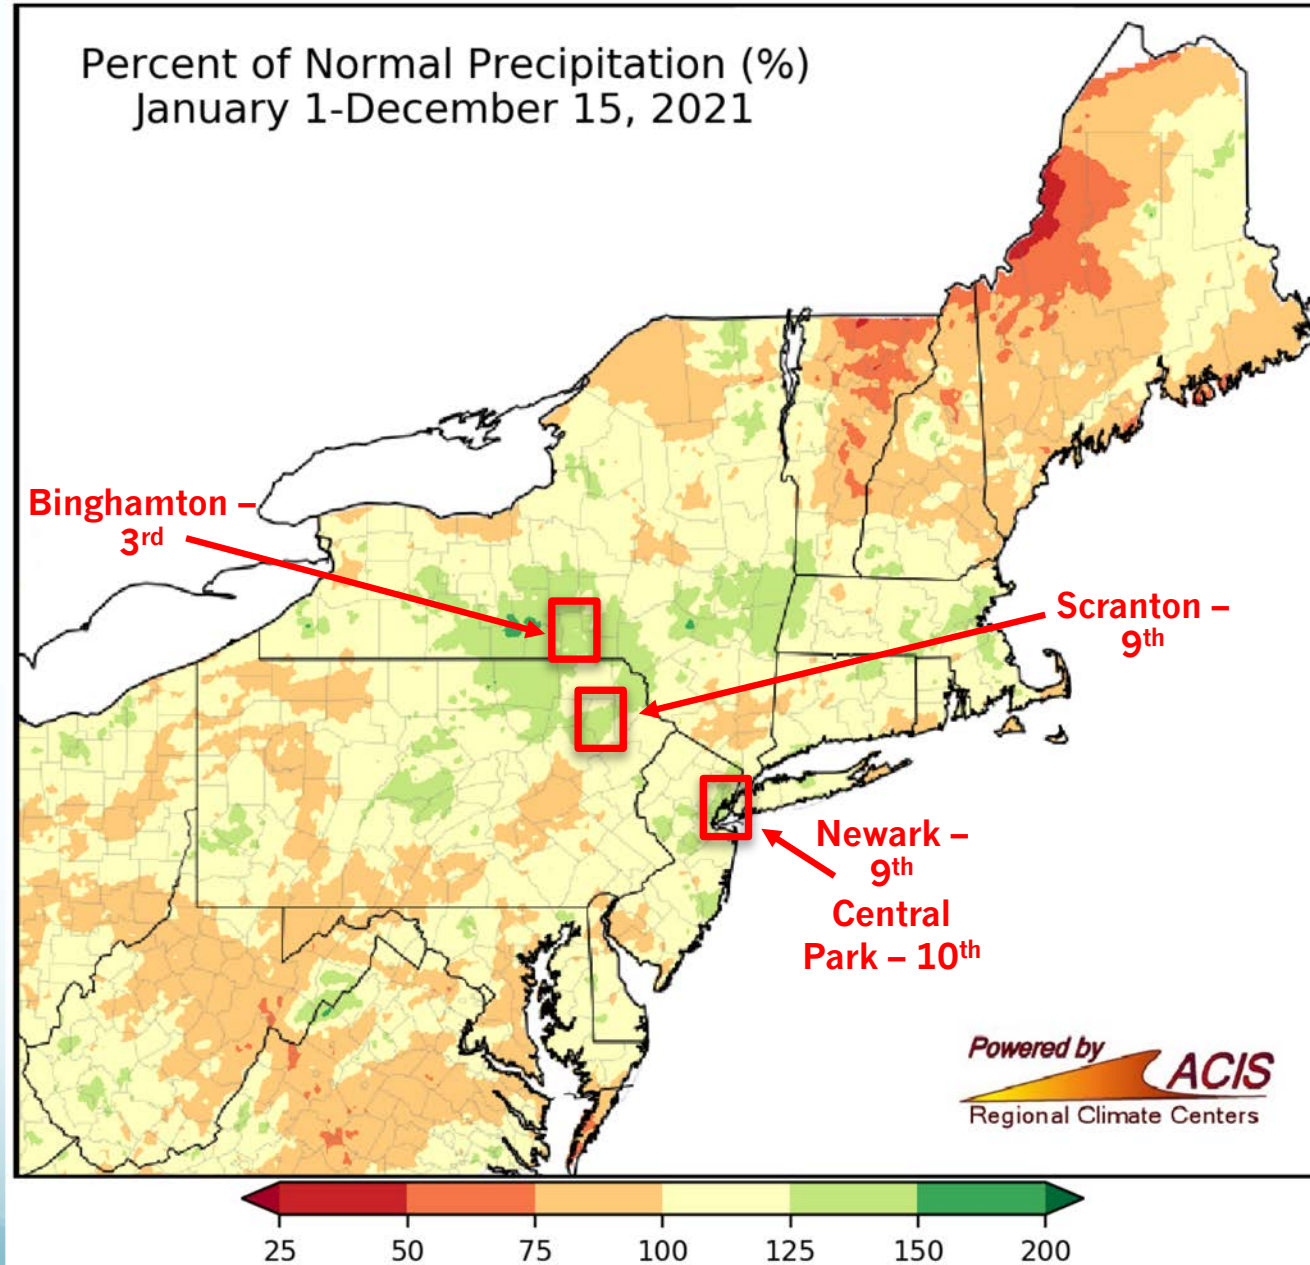 Percent of Normal Precipitation (%)
January 1-December 15, 2021
Binghamton –
3rd
Scranton –
9th
Newark –
9th
Central
Park – 10th
Powered by
ACIS
Regional Climate Centers
25 50 75 100 125 150 200